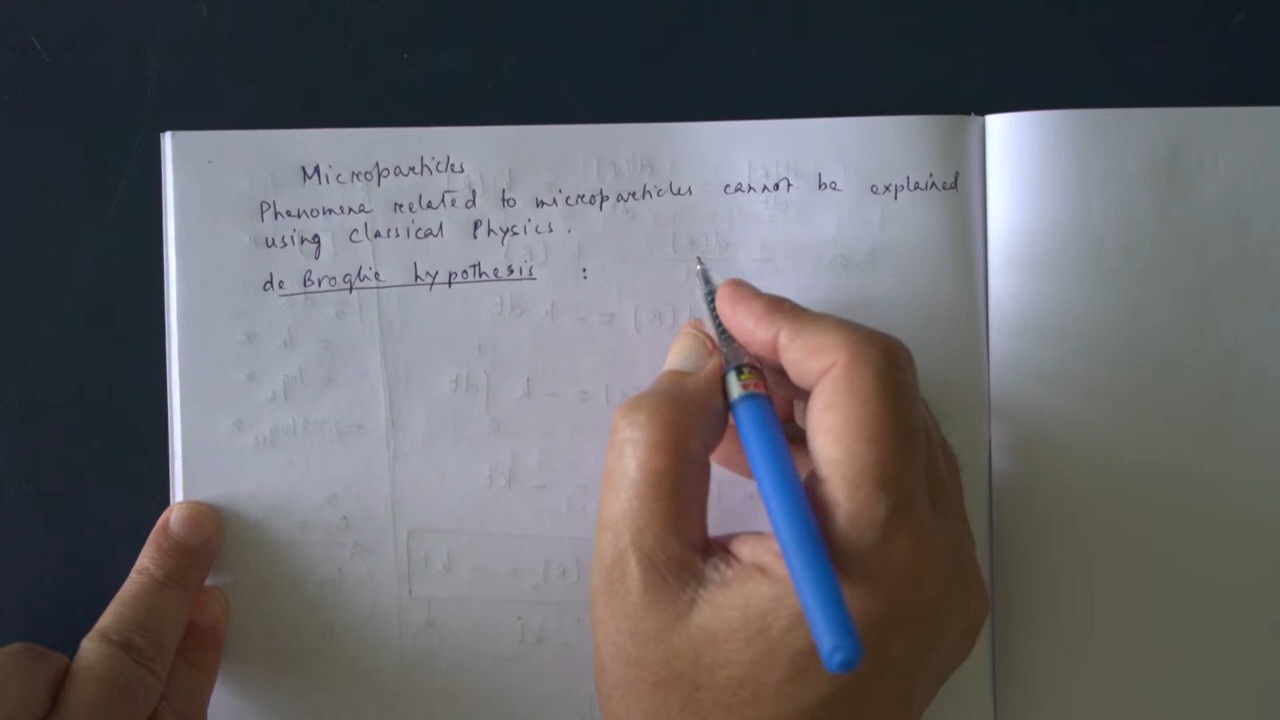 Microparticles
Phenomena related to microparticles cannot be explained
using Classical Physics.
de Broglie hypothesis :